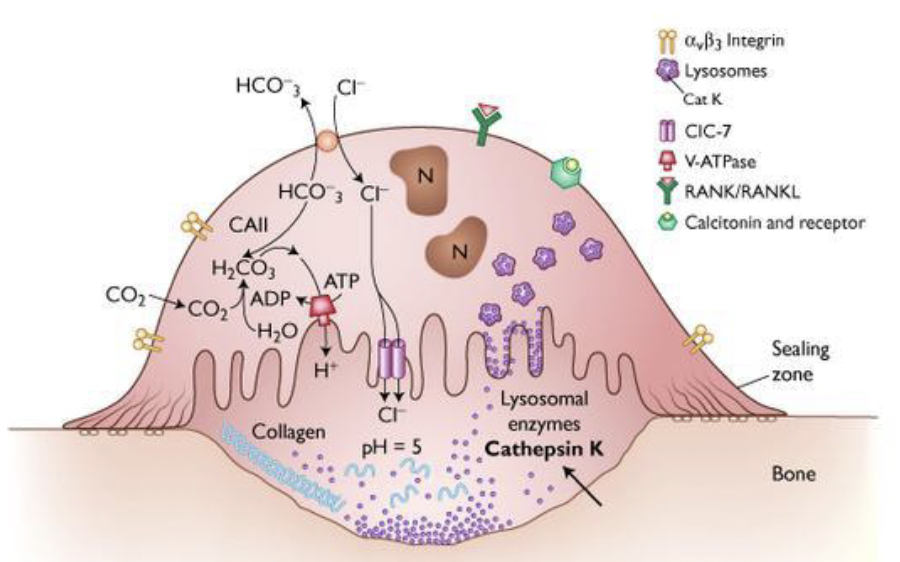 HCO⁻₃
Cl⁻
HCO⁻₃
Cl⁻
N
CAII
N
H₂CO₃
CO₂
CO₂
ADP
ATP
H₂O
H⁺
Cl⁻
Collagen
pH = 5
Lysosomal
enzymes
Cathepsin K
Sealing
zone
Bone
αᵥβ₃ Integrin
Lysosomes
Cat K
ClC-7
V-ATPase
RANK/RANKL
Calcitonin and receptor